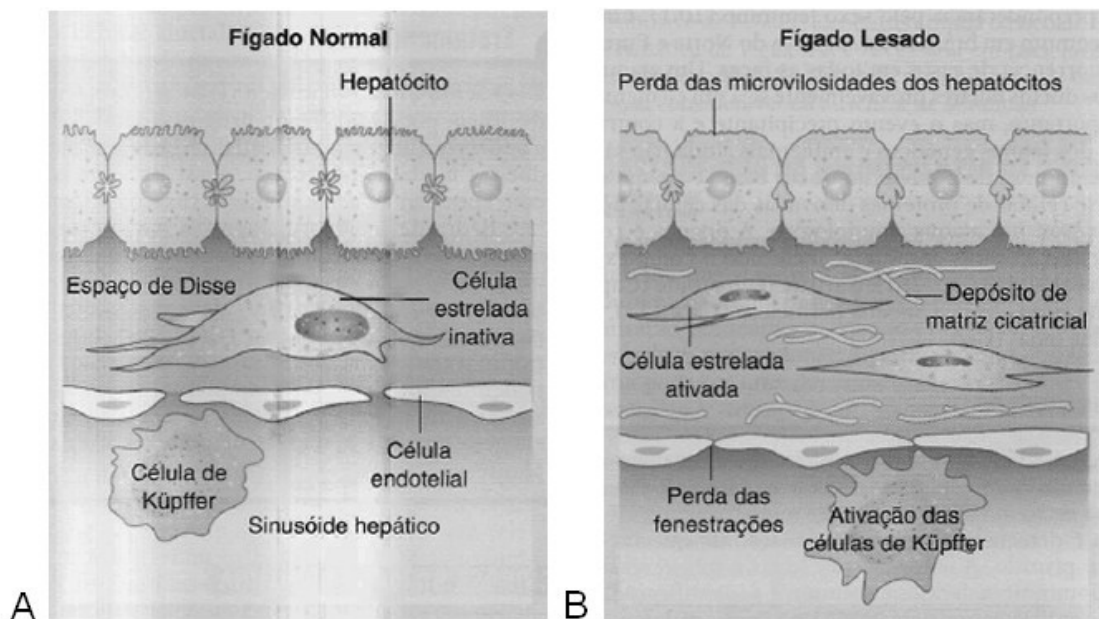 Fígado Normal
Hepatócito
Espaço de Disse
Célula
estrelada
inativa
Célula
endotelial
Célula de
Küpffer
Sinusóide hepático
A
Fígado Lesado
Perda das microvilosidades dos hepatócitos
Depósito de
matriz cicatricial
Célula estrelada
ativada
Perda das
fenestrações
Ativação das
células de Küpffer
B